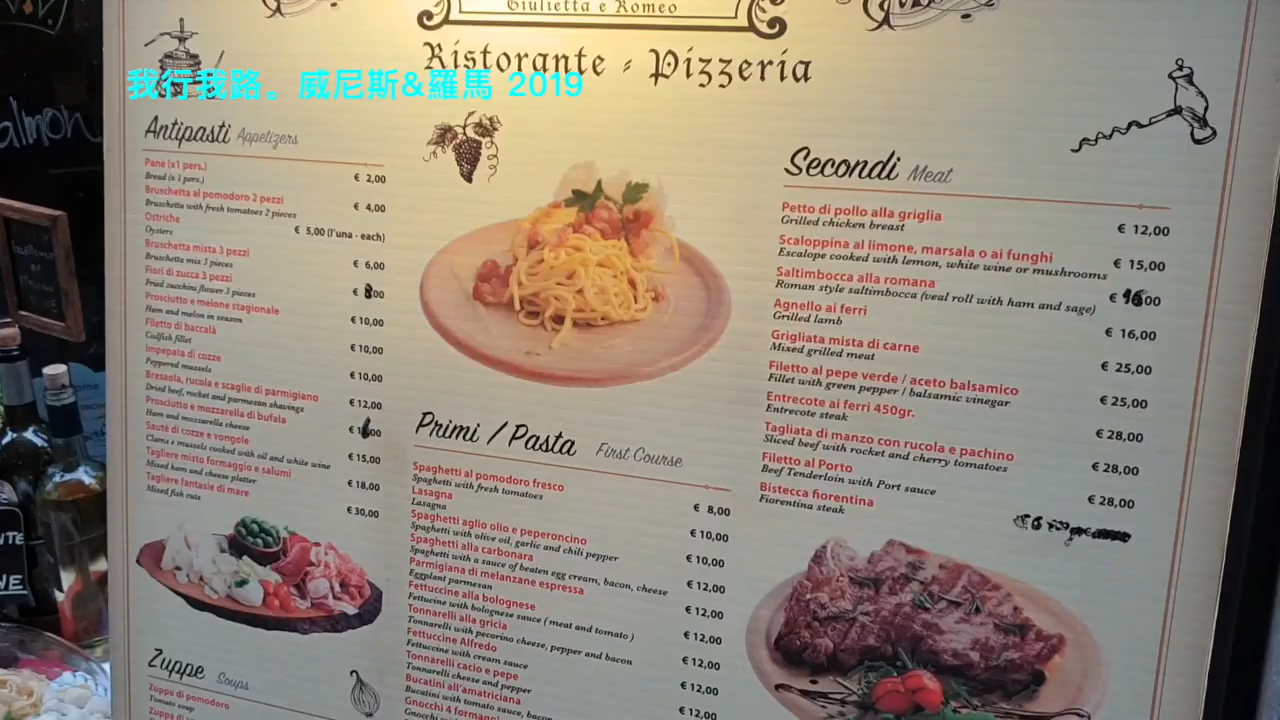 Giulietta e Romeo
Ristorante - Pizzeria
我行我路。威尼斯&羅馬 2019
almon
Antipasti Appetizers
Pane (x1 pers.)
Bread (x 1 pers.)
€ 2,00
Bruschetta al pomodoro 2 pezzi
Bruschetta with fresh tomatoes 2 pieces
€ 4,00
Ostriche
Oysters
€ 5,00 (l'una - each)
Bruschetta mista 3 pezzi
Bruschetta mix 3 pieces
€ 6,00
Fiori di zucca 3 pezzi
Fried zucchini flower 3 pieces
€ 8,00
Prosciutto e melone stagionale
Ham and melon in season
€ 10,00
Filetto di baccalà
Codfish fillet
€ 10,00
Impepata di cozze
Peppered mussels
€ 10,00
Bresaola, rucola e scaglie di parmigiano
Dried beef, rocket and parmesan shavings
€ 12,00
Prosciutto e mozzarella di bufala
Ham and mozzarella cheese
Sautè di cozze e vongole
Clams e mussels cooked with oil and white wine
€ 15,00
Tagliere misto formaggio e salumi
Mixed ham and cheese platter
€ 18,00
Tagliere fantasie di mare
Mixed fish cuts
€ 30,00
Zuppe Soups
Zuppa di pomodoro
Tomato soup
Primi / Pasta First Course
Spaghetti al pomodoro fresco
Spaghetti with fresh tomatoes
€ 8,00
Lasagna
Lasagna
€ 10,00
Spaghetti aglio olio e peperoncino
Spaghetti with olive oil, garlic and chili pepper
€ 10,00
Spaghetti alla carbonara
Spaghetti with a sauce of beaten egg cream, bacon, cheese
€ 12,00
Parmigiana di melanzane espressa
Eggplant parmesan
€ 12,00
Fettuccine alla bolognese
Fettucine with bolognese sauce ( meat and tomato )
€ 12,00
Tonnarelli alla gricia
Tonnarelli with pecorino cheese, pepper and bacon
€ 12,00
Fettuccine Alfredo
Fettuccine with cream sauce
€ 12,00
Tonnarelli cacio e pepe
Tonnarelli cheese and pepper
€ 12,00
Bucatini all'amatriciana
Bucatini with tomato sauce, bacon
Gnocchi 4 formaggi
Secondi Meat
Petto di pollo alla griglia
Grilled chicken breast
€ 12,00
Scaloppina al limone, marsala o ai funghi
Escalope cooked with lemon, white wine or mushrooms
€ 15,00
Saltimbocca alla romana
Roman style saltimbocca (veal roll with ham and sage)
€ 16,00
Agnello ai ferri
Grilled lamb
€ 16,00
Grigliata mista di carne
Mixed grilled meat
€ 25,00
Filetto al pepe verde / aceto balsamico
Fillet with green pepper / balsamic vinegar
€ 25,00
Entrecote ai ferri 450gr.
Entrecote steak
€ 28,00
Tagliata di manzo con rucola e pachino
Sliced beef with rocket and cherry tomatoes
€ 28,00
Filetto al Porto
Beef Tenderloin with Port sauce
€ 28,00
Bistecca fiorentina
Fiorentina steak